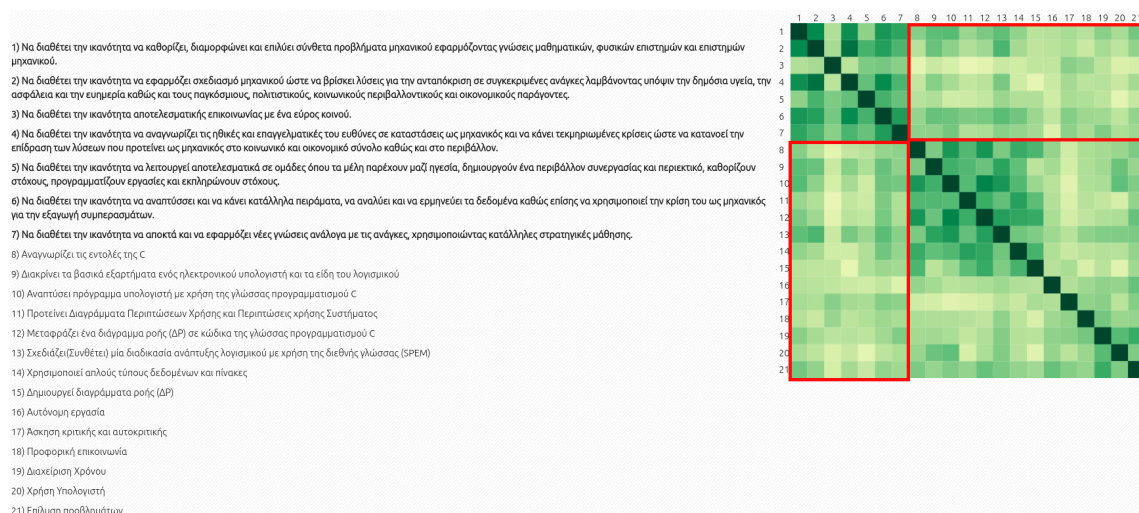 1 2 3 4 5 6 7 8 9 10 11 12 13 14 15 16 17 18 19 20 21
1) Να διαθέτει την ικανότητα να καθορίζει, διαμορφώνει και επιλύει σύνθετα προβλήματα μηχανικού εφαρμόζοντας γνώσεις μαθηματικών, φυσικών επιστημών και επιστημών
μηχανικού.
2) Να διαθέτει την ικανότητα να εφαρμόζει σχεδιασμό μηχανικού ώστε να βρίσκει λύσεις για την ανταπόκριση σε συγκεκριμένες ανάγκες λαμβάνοντας υπόψιν την δημόσια υγεία, την
ασφάλεια και την ευημερία καθώς και τους παγκόσμιους, πολιτιστικούς, κοινωνικούς περιβαλλοντικούς και οικονομικούς παράγοντες.
3) Να διαθέτει την ικανότητα αποτελεσματικής επικοινωνίας με ένα εύρος κοινού.
4) Να διαθέτει την ικανότητα να αναγνωρίζει τις ηθικές και επαγγελματικές του ευθύνες σε καταστάσεις ως μηχανικός και να κάνει τεκμηριωμένες κρίσεις ώστε να κατανοεί την
επίδραση των λύσεων που προτείνει ως μηχανικός στο κοινωνικό και οικονομικό σύνολο καθώς και στο περιβάλλον.
5) Να διαθέτει την ικανότητα να λειτουργεί αποτελεσματικά σε ομάδες όπου τα μέλη παρέχουν μαζί ηγεσία, δημιουργούν ένα περιβάλλον συνεργασίας και περιεκτικό, καθορίζουν
στόχους, προγραμματίζουν εργασίες και εκπληρώνουν στόχους.
6) Να διαθέτει την ικανότητα να αναπτύσσει και να κάνει κατάλληλα πειράματα, να αναλύει και να ερμηνεύει τα δεδομένα καθώς επίσης να χρησιμοποιεί την κρίση του ως μηχανικός
για την εξαγωγή συμπερασμάτων.
7) Να διαθέτει την ικανότητα να αποκτά και να εφαρμόζει νέες γνώσεις ανάλογα με τις ανάγκες, χρησιμοποιώντας κατάλληλες στρατηγικές μάθησης.
8) Αναγνωρίζει τις εντολές της C
9) Διακρίνει τα βασικά εξαρτήματα ενός ηλεκτρονικού υπολογιστή και τα είδη του λογισμικού
10) Αναπτύσει πρόγραμμα υπολογιστή με χρήση της γλώσσας προγραμματισμού C
11) Προτείνει Διαγράμματα Περιπτώσεων Χρήσης και Περιπτώσεις χρήσης Συστήματος
12) Μεταφράζει ένα διάγραμμα ροής (ΔΡ) σε κώδικα της γλώσσας προγραμματισμού C
13) Σχεδιάζει(Συνθέτει) μία διαδικασία ανάπτυξης λογισμικού με χρήση της διεθνής γλώσσας (SPEM)
14) Χρησιμοποιεί απλούς τύπους δεδομένων και πίνακες
15) Δημιουργεί διαγράμματα ροής (ΔΡ)
16) Αυτόνομη εργασία
17) Άσκηση κριτικής και αυτοκριτικής
18) Προφορική επικοινωνία
19) Διαχείριση Χρόνου
20) Χρήση Υπολογιστή
21) Επίλυση προβλημάτων
1
2
3
4
5
6
7
8
9
10
11
12
13
14
15
16
17
18
19
20
21